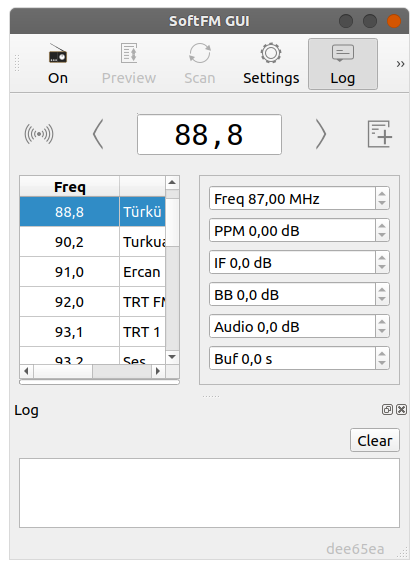 SoftFM GUI
On Preview Scan Settings Log »
88,8
Freq
88,8 Türkü
90,2 Turkua
91,0 Ercan
92,0 TRT FM
93,1 TRT 1
93,2 Ses
Freq 87,00 MHz
PPM 0,00 dB
IF 0,0 dB
BB 0,0 dB
Audio 0,0 dB
Buf 0,0 s
Log
Clear
dee65ea